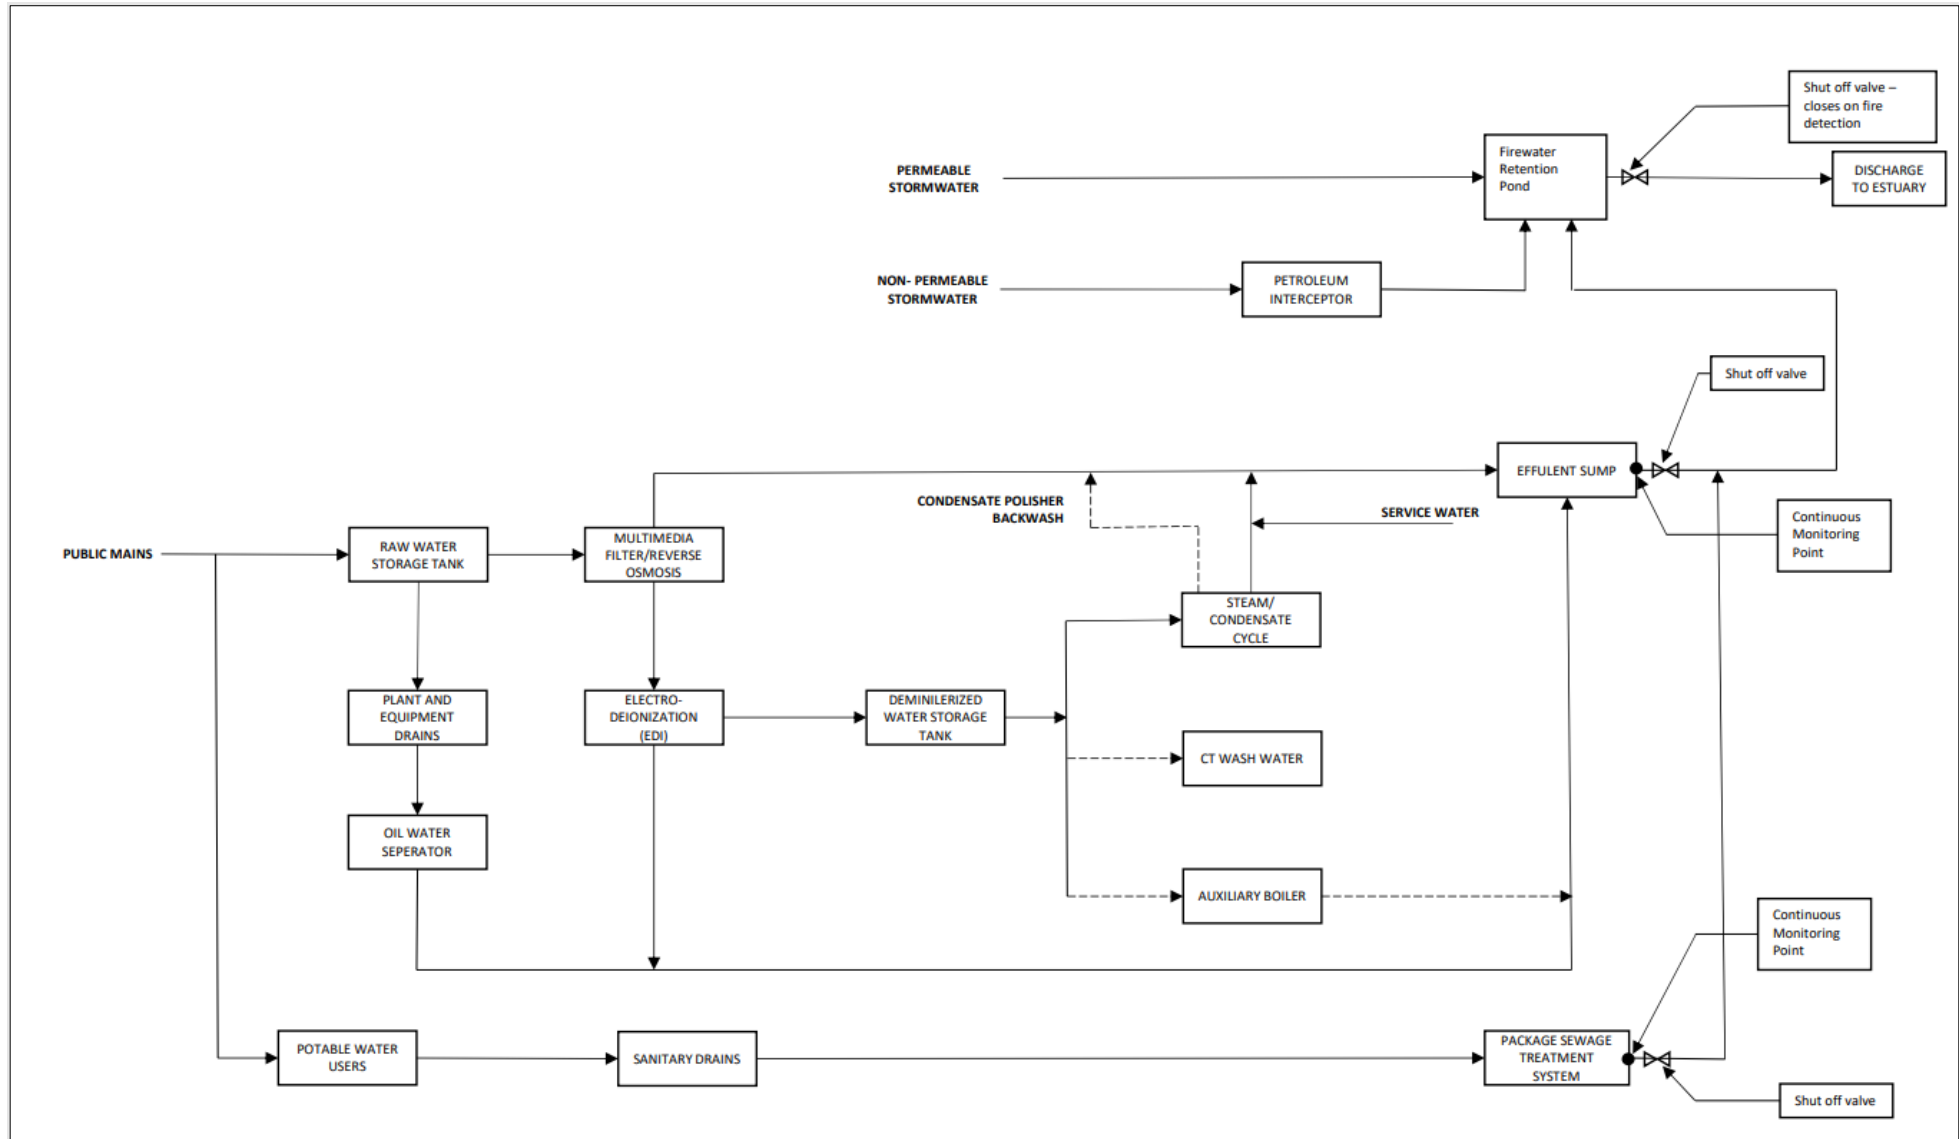 Shut off valve –
closes on fire
detection
Firewater
Retention
Pond
PERMEABLE
STORMWATER
DISCHARGE
TO ESTUARY
NON- PERMEABLE
STORMWATER
PETROLEUM
INTERCEPTOR
Shut off valve
EFFULENT SUMP
CONDENSATE POLISHER
BACKWASH
SERVICE WATER
Continuous
Monitoring
Point
PUBLIC MAINS
RAW WATER
STORAGE TANK
MULTIMEDIA
FILTER/REVERSE
OSMOSIS
STEAM/
CONDENSATE
CYCLE
PLANT AND
EQUIPMENT
DRAINS
ELECTRO-
DEIONIZATION
(EDI)
DEMINILERIZED
WATER STORAGE
TANK
CT WASH WATER
OIL WATER
SEPERATOR
AUXILIARY BOILER
Continuous
Monitoring
Point
POTABLE WATER
USERS
SANITARY DRAINS
PACKAGE SEWAGE
TREATMENT
SYSTEM
Shut off valve